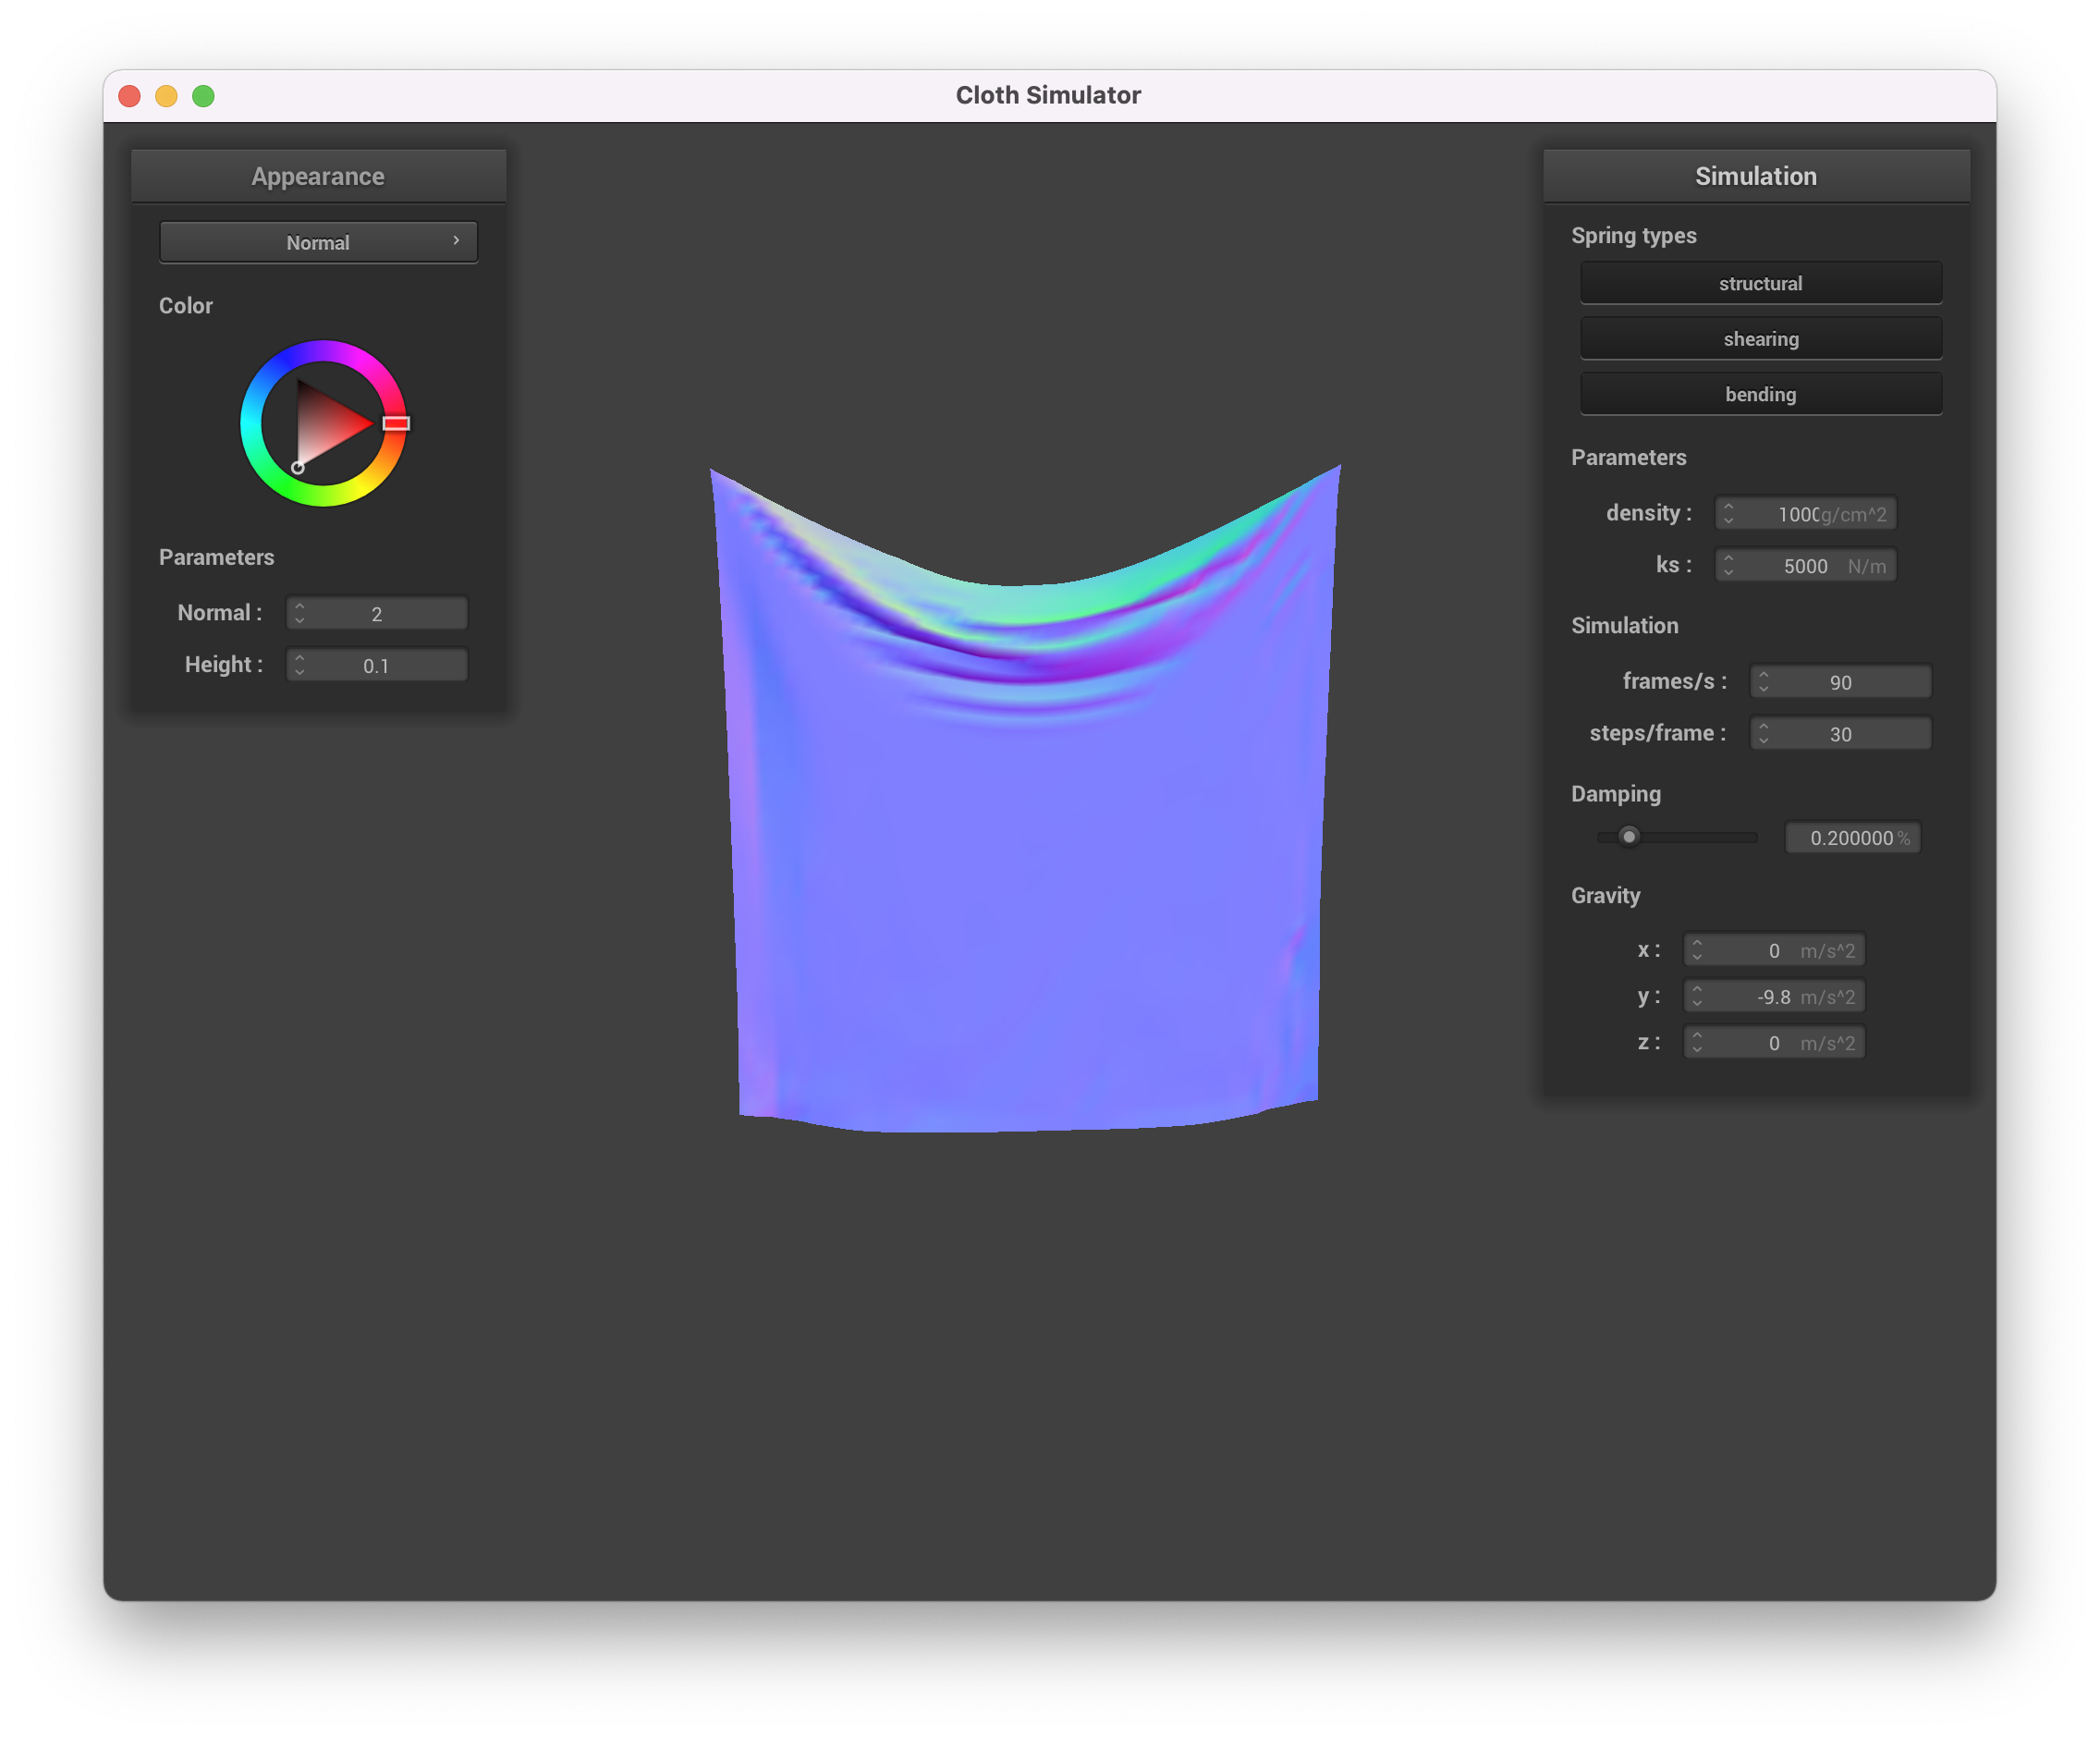 Cloth Simulator
Appearance
Normal
Color
Parameters
Normal : 2
Height : 0.1
Simulation
Spring types
structural
shearing
bending
Parameters
density : 1000 g/cm^2
ks : 5000 N/m
Simulation
frames/s : 90
steps/frame : 30
Damping
0.200000 %
Gravity
x : 0 m/s^2
y : -9.8 m/s^2
z : 0 m/s^2